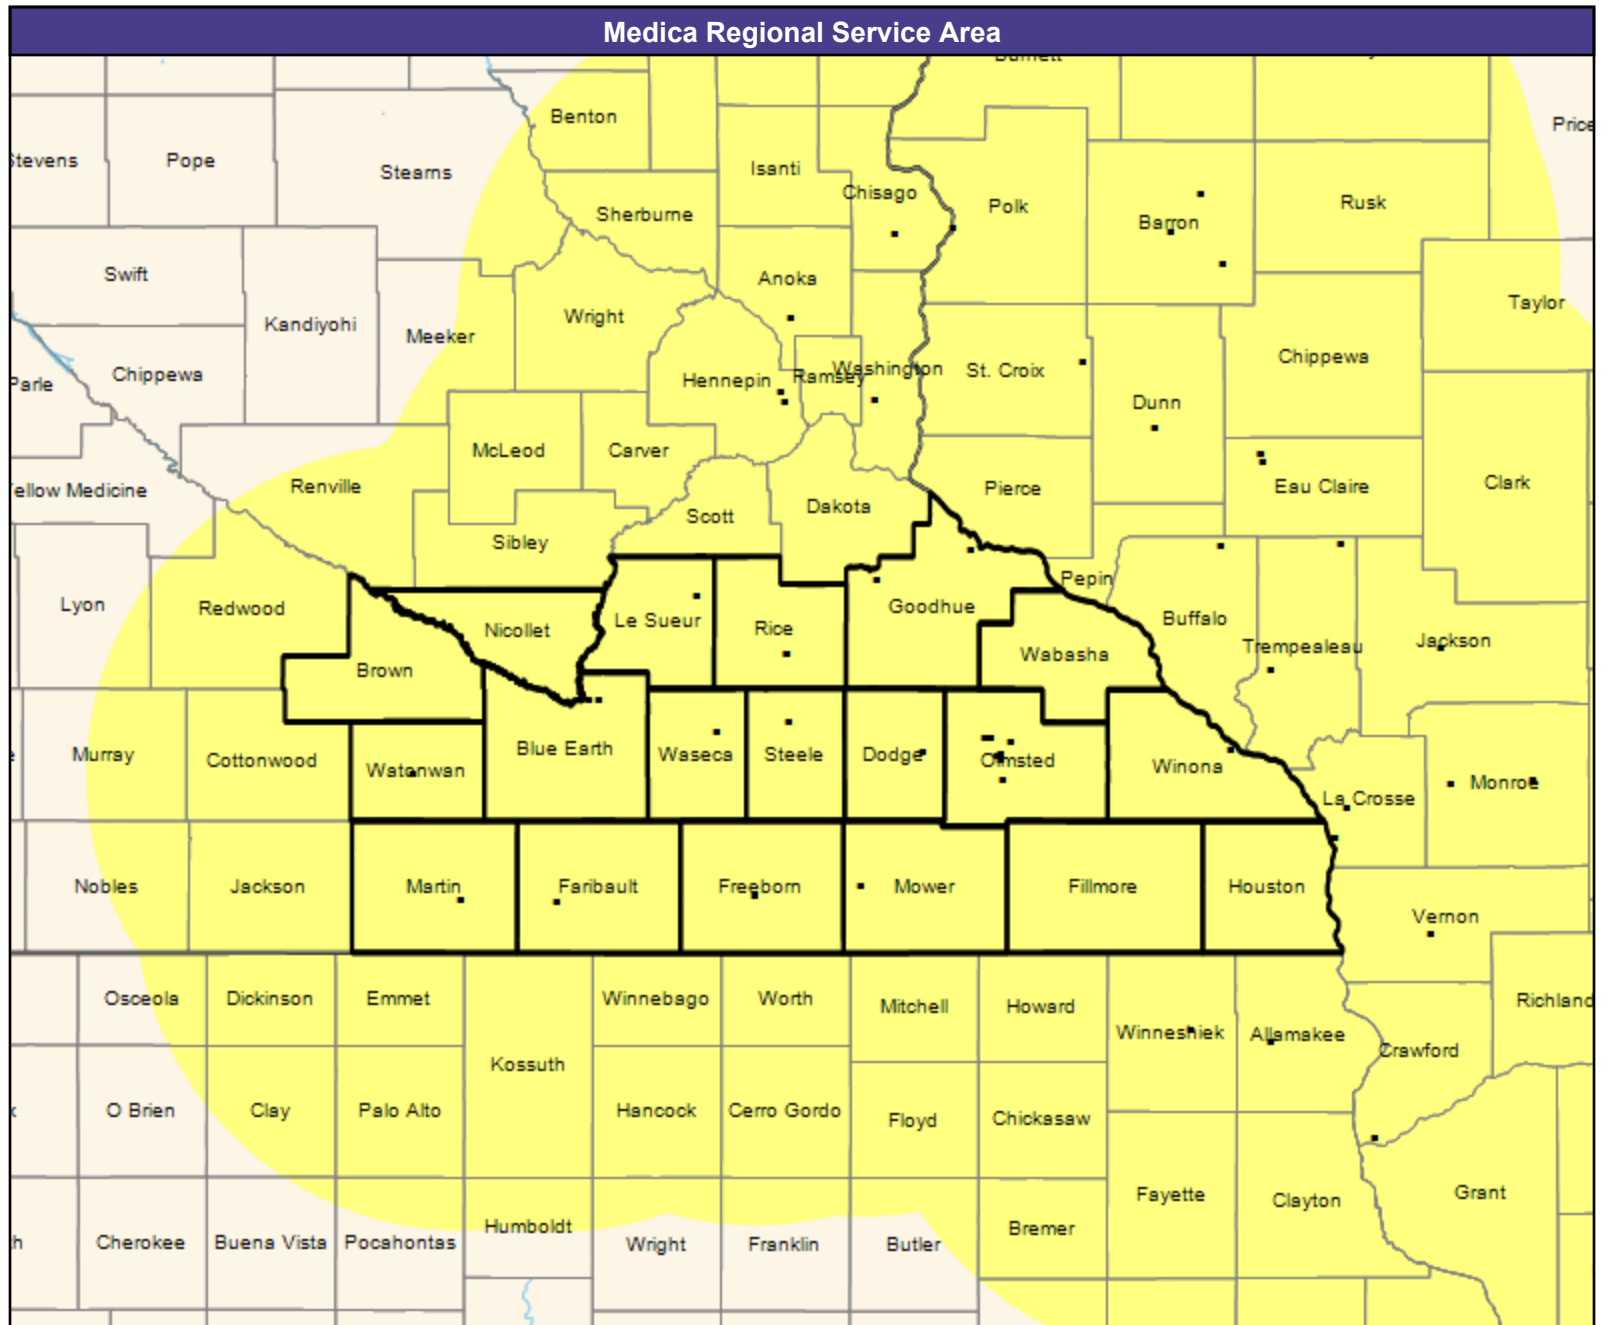 Medica Regional Service Area
Benton
Price
Pope
Stearns
Isanti
Chisago
Polk
Barron
Rusk
Sherburne
Swift
Anoka
Taylor
Kandiyohi
Wright
Meeker
Chippewa
Chippewa
Hennepin
Ramsey
Washington
St. Croix
Dunn
McLeod
Carver
Renville
Pierce
Eau Claire
Clark
Scott
Dakota
Sibley
Pepin
Lyon
Redwood
Nicollet
Le Sueur
Rice
Goodhue
Buffalo
Trempealeau
Jackson
Brown
Wabasha
Murray
Cottonwood
Watonwan
Blue Earth
Waseca
Steele
Dodge
Olmsted
Winona
La Crosse
Monroe
Nobles
Jackson
Martin
Faribault
Freeborn
Mower
Fillmore
Houston
Vernon
Osceola
Dickinson
Emmet
Winnebago
Worth
Mitchell
Howard
Richland
Kossuth
Winneshiek
Allamakee
Crawford
O Brien
Clay
Palo Alto
Hancock
Cerro Gordo
Floyd
Chickasaw
Fayette
Clayton
Grant
Cherokee
Buena Vista
Pocahontas
Humboldt
Wright
Franklin
Butler
Bremer